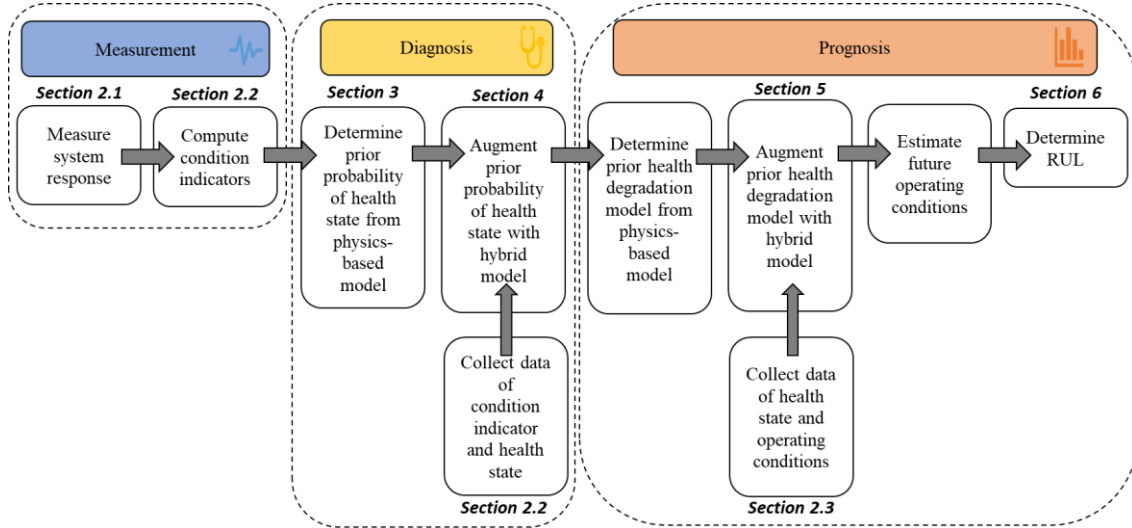 Measurement
Diagnosis
Prognosis
Section 2.1
Section 2.2
Section 3
Section 4
Section 5
Section 6
Measure
system
response
Compute
condition
indicators
Determine
prior
probability
of health
state from
physics-
based
model
Augment
prior
probability
of health
state with
hybrid
model
Determine
prior health
degradation
model from
physics-
based
model
Augment
prior health
degradation
model with
hybrid
model
Estimate
future
operating
conditions
Determine
RUL
Collect data
of
condition
indicator
and health
state
Section 2.2
Collect data
of health
state and
operating
conditions
Section 2.3